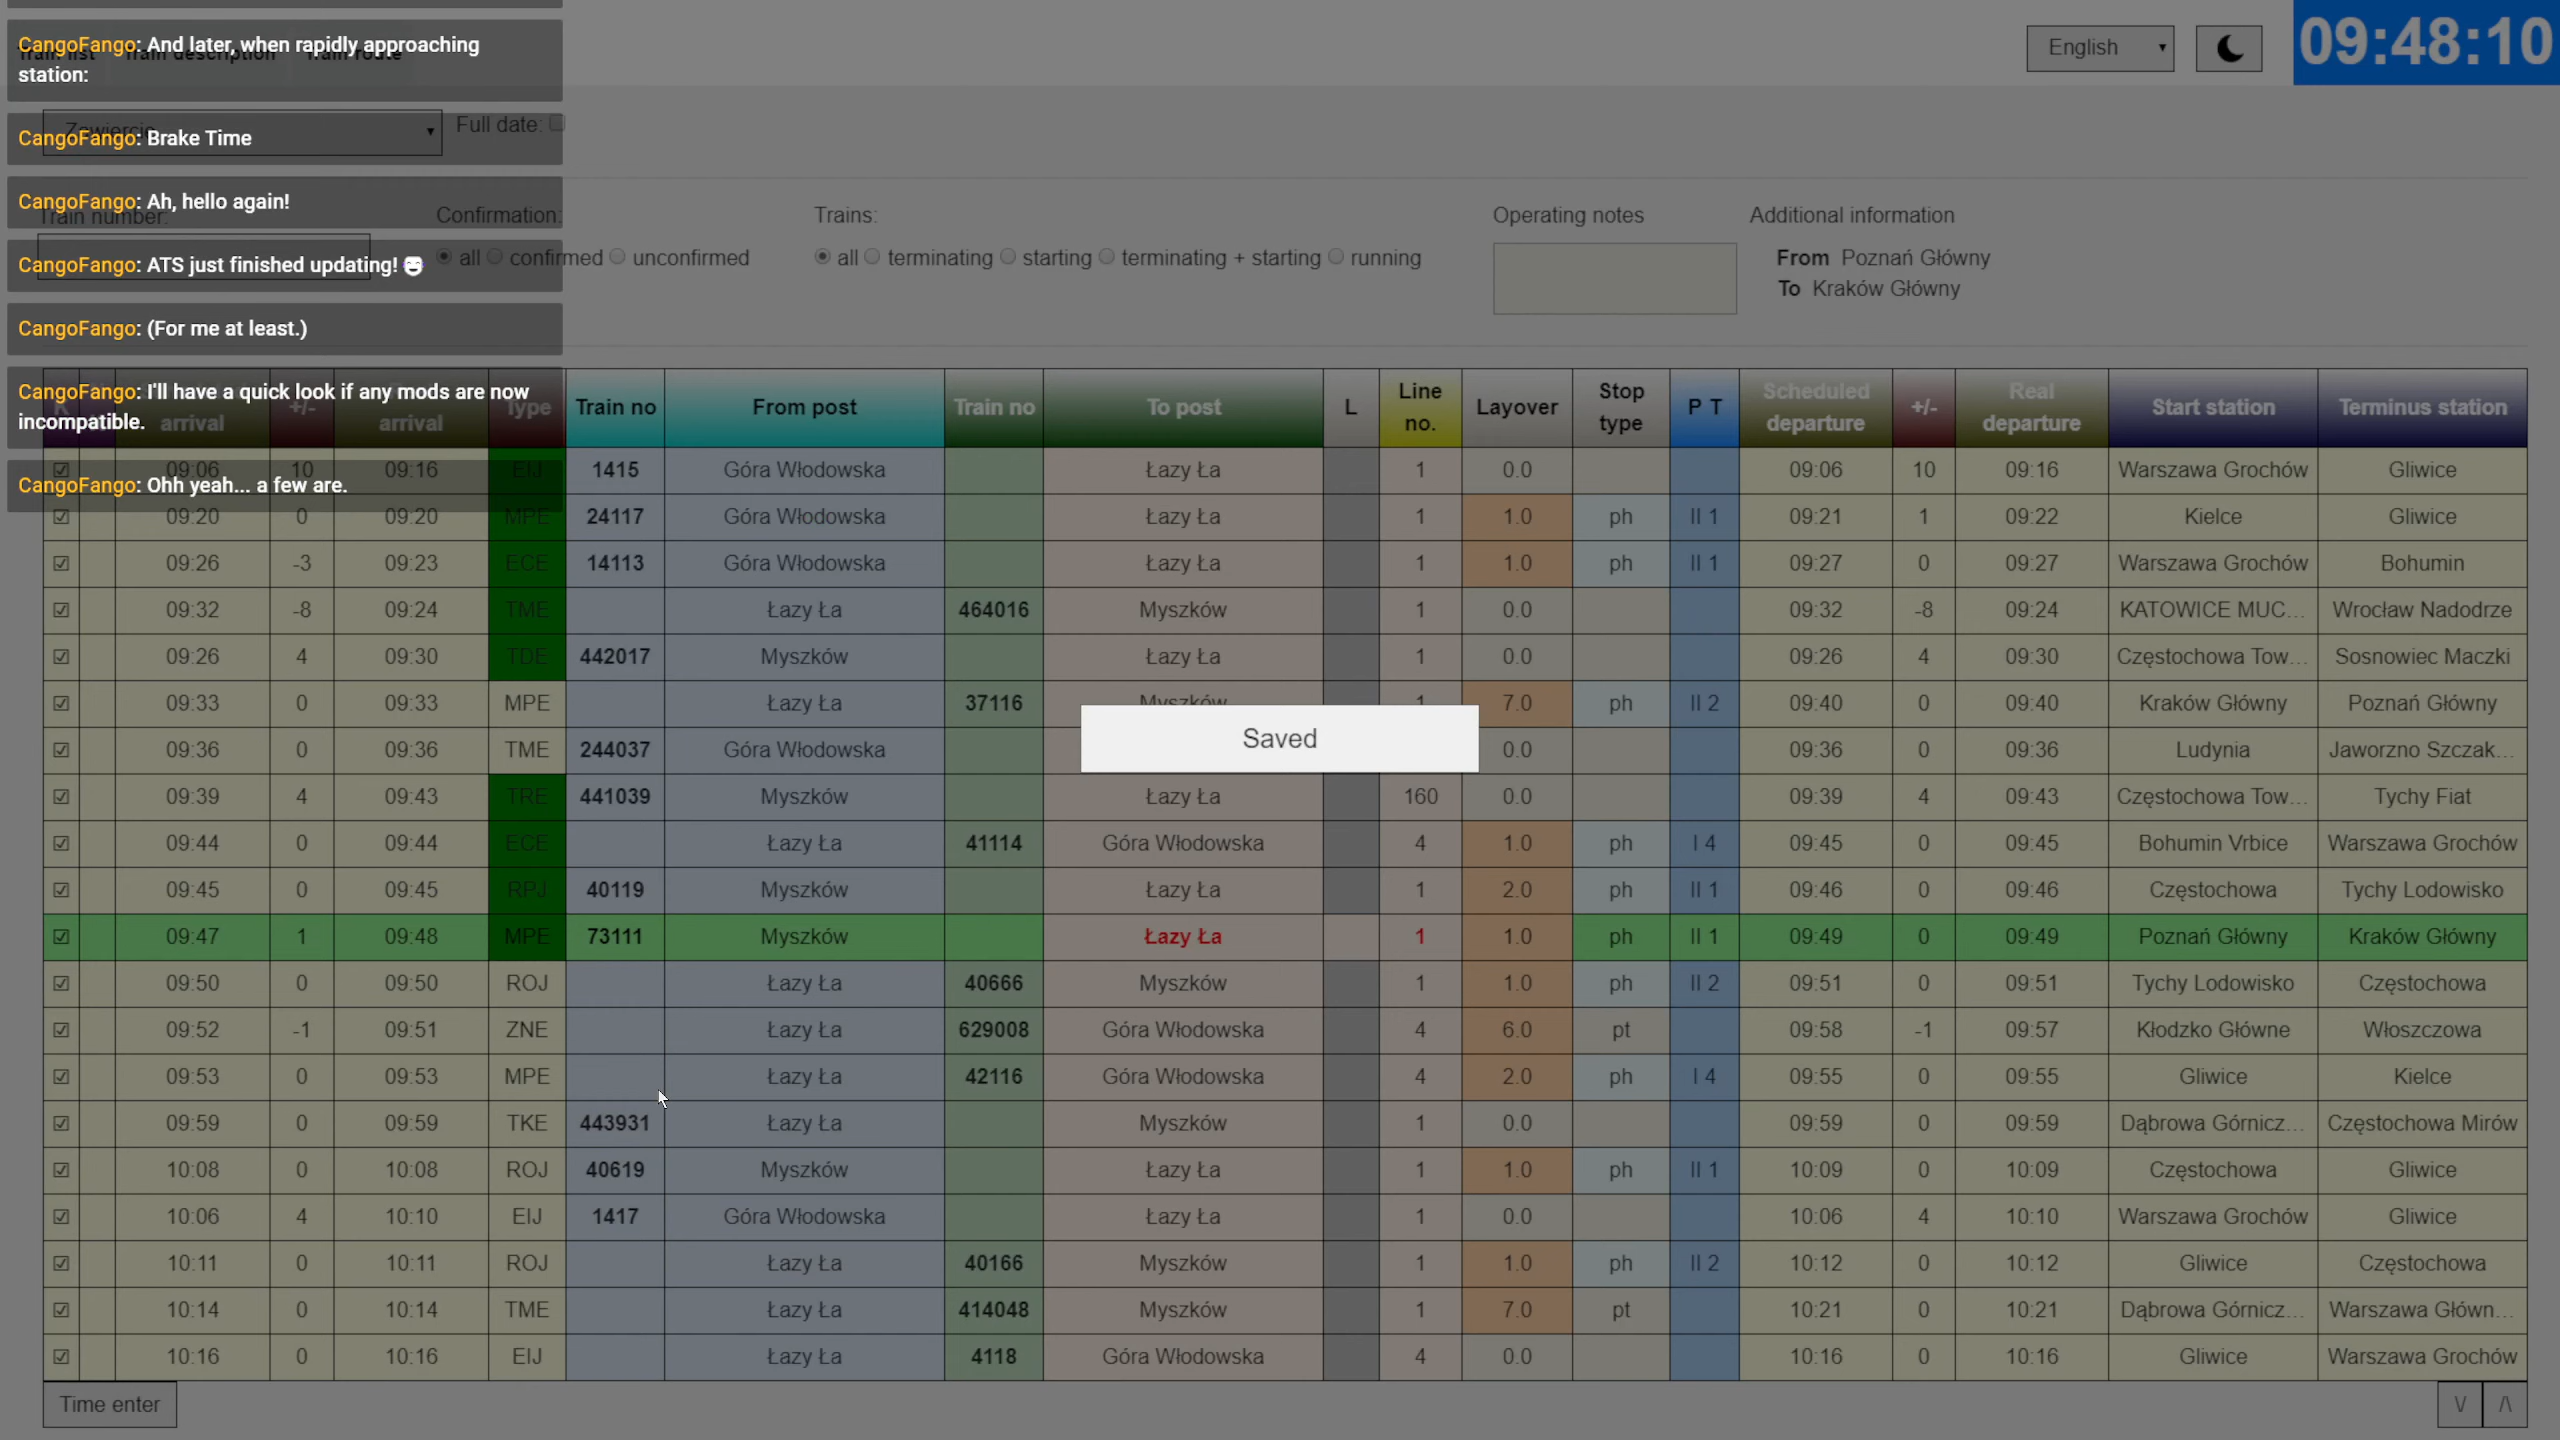 CangoFango: And later, when rapidly approaching
station:
Train list Train description Train route
English
09:48:10
CangoFango: Brake Time
Zawiercie
Full date:
CangoFango: Ah, hello again!
Train number:
Confirmation:
Trains:
Operating notes
Additional information
CangoFango: ATS just finished updating!
all confirmed unconfirmed
all terminating starting terminating + starting running
From Poznań Główny
To Kraków Główny
CangoFango: (For me at least.)
CangoFango: I'll have a quick look if any mods are now
incompatible.
arrival +/- arrival Type Train no From post Train no To post L Line no. Layover Stop type P T Scheduled departure +/- Real departure Start station Terminus station
CangoFango: Ohh yeah... a few are.
09:06 10 09:16 EIJ 1415 Góra Włodowska Łazy Ła 1 0.0 09:06 10 09:16 Warszawa Grochów Gliwice
09:20 0 09:20 MPE 24117 Góra Włodowska Łazy Ła 1 1.0 ph II 1 09:21 1 09:22 Kielce Gliwice
09:26 -3 09:23 ECE 14113 Góra Włodowska Łazy Ła 1 1.0 ph II 1 09:27 0 09:27 Warszawa Grochów Bohumin
09:32 -8 09:24 TME Łazy Ła 464016 Myszków 1 0.0 09:32 -8 09:24 KATOWICE MUC... Wrocław Nadodrze
09:26 4 09:30 TDE 442017 Myszków Łazy Ła 1 0.0 09:26 4 09:30 Częstochowa Tow... Sosnowiec Maczki
09:33 0 09:33 MPE Łazy Ła 37116 Myszków 1 7.0 ph II 2 09:40 0 09:40 Kraków Główny Poznań Główny
Saved
09:36 0 09:36 TME 244037 Góra Włodowska 0.0 09:36 0 09:36 Ludynia Jaworzno Szczak...
09:39 4 09:43 TRE 441039 Myszków Łazy Ła 160 0.0 09:39 4 09:43 Częstochowa Tow... Tychy Fiat
09:44 0 09:44 ECE Łazy Ła 41114 Góra Włodowska 4 1.0 ph I 4 09:45 0 09:45 Bohumin Vrbice Warszawa Grochów
09:45 0 09:45 RPJ 40119 Myszków Łazy Ła 1 2.0 ph II 1 09:46 0 09:46 Częstochowa Tychy Lodowisko
09:47 1 09:48 MPE 73111 Myszków Łazy Ła 1 1.0 ph II 1 09:49 0 09:49 Poznań Główny Kraków Główny
09:50 0 09:50 ROJ Łazy Ła 40666 Myszków 1 1.0 ph II 2 09:51 0 09:51 Tychy Lodowisko Częstochowa
09:52 -1 09:51 ZNE Łazy Ła 629008 Góra Włodowska 4 6.0 pt 09:58 -1 09:57 Kłodzko Główne Włoszczowa
09:53 0 09:53 MPE Łazy Ła 42116 Góra Włodowska 4 2.0 ph I 4 09:55 0 09:55 Gliwice Kielce
09:59 0 09:59 TKE 443931 Łazy Ła Myszków 1 0.0 09:59 0 09:59 Dąbrowa Górnicz... Częstochowa Mirów
10:08 0 10:08 ROJ 40619 Myszków Łazy Ła 1 1.0 ph II 1 10:09 0 10:09 Częstochowa Gliwice
10:06 4 10:10 EIJ 1417 Góra Włodowska Łazy Ła 1 0.0 10:06 4 10:10 Warszawa Grochów Gliwice
10:11 0 10:11 ROJ Łazy Ła 40166 Myszków 1 1.0 ph II 2 10:12 0 10:12 Gliwice Częstochowa
10:14 0 10:14 TME Łazy Ła 414048 Myszków 1 7.0 pt 10:21 0 10:21 Dąbrowa Górnicz... Warszawa Główn...
10:16 0 10:16 EIJ Łazy Ła 4118 Góra Włodowska 4 0.0 10:16 0 10:16 Gliwice Warszawa Grochów
Time enter
\/ /\